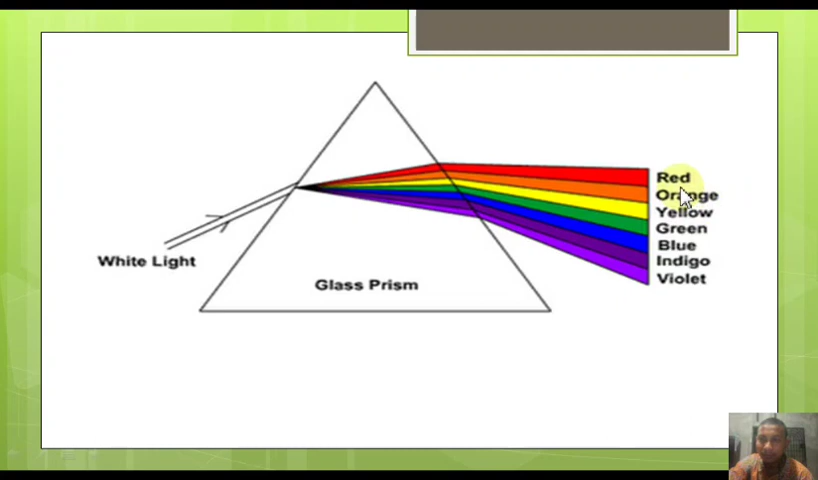 Red
Orange
Yellow
Green
Blue
Indigo
Violet
White Light
Glass Prism